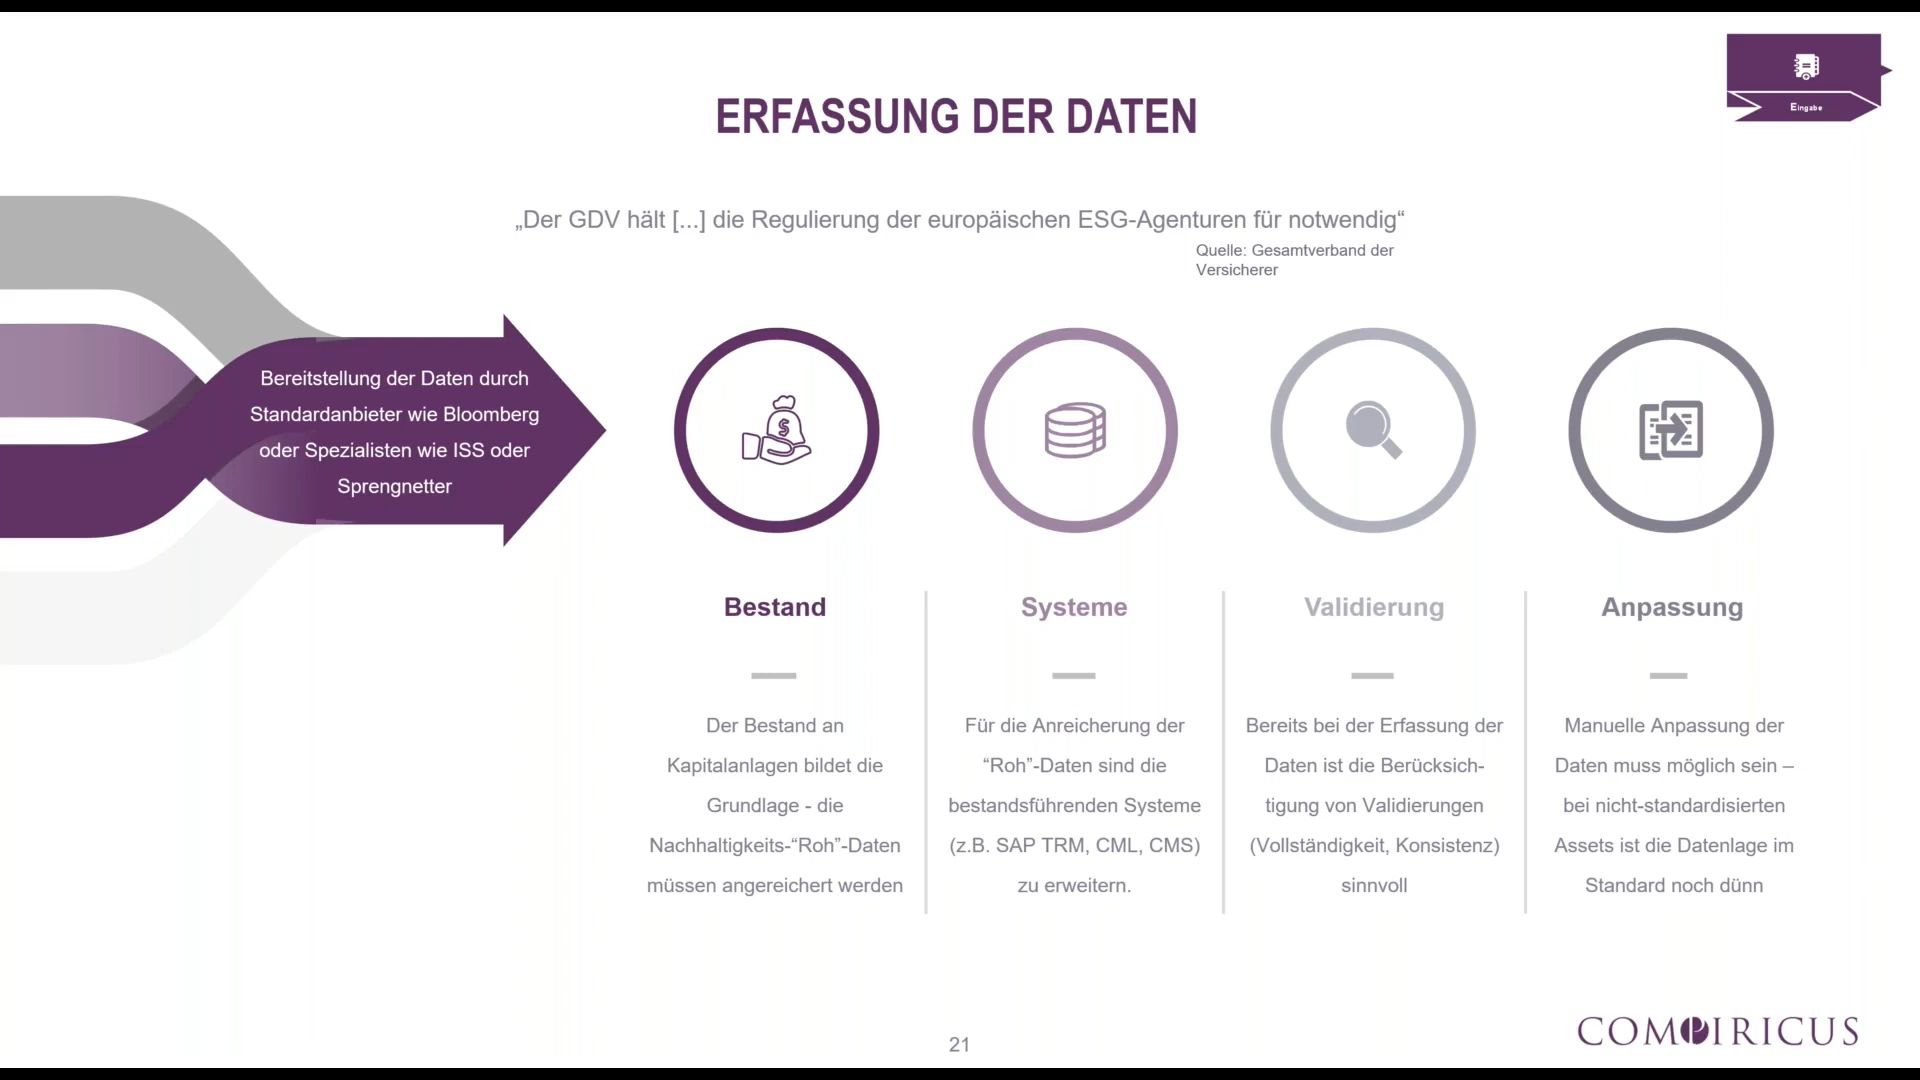 Eingabe
ERFASSUNG DER DATEN
„Der GDV hält [...] die Regulierung der europäischen ESG-Agenturen für notwendig“
Quelle: Gesamtverband der
Versicherer
Bereitstellung der Daten durch
Standardanbieter wie Bloomberg
oder Spezialisten wie ISS oder
Sprengnetter
$
Bestand
Der Bestand an
Kapitalanlagen bildet die
Grundlage - die
Nachhaltigkeits-“Roh”-Daten
müssen angereichert werden
Systeme
Für die Anreicherung der
“Roh”-Daten sind die
bestandsführenden Systeme
(z.B. SAP TRM, CML, CMS)
zu erweitern.
Validierung
Bereits bei der Erfassung der
Daten ist die Berücksich-
tigung von Validierungen
(Vollständigkeit, Konsistenz)
sinnvoll
Anpassung
Manuelle Anpassung der
Daten muss möglich sein –
bei nicht-standardisierten
Assets ist die Datenlage im
Standard noch dünn
21
COMPIRICUS